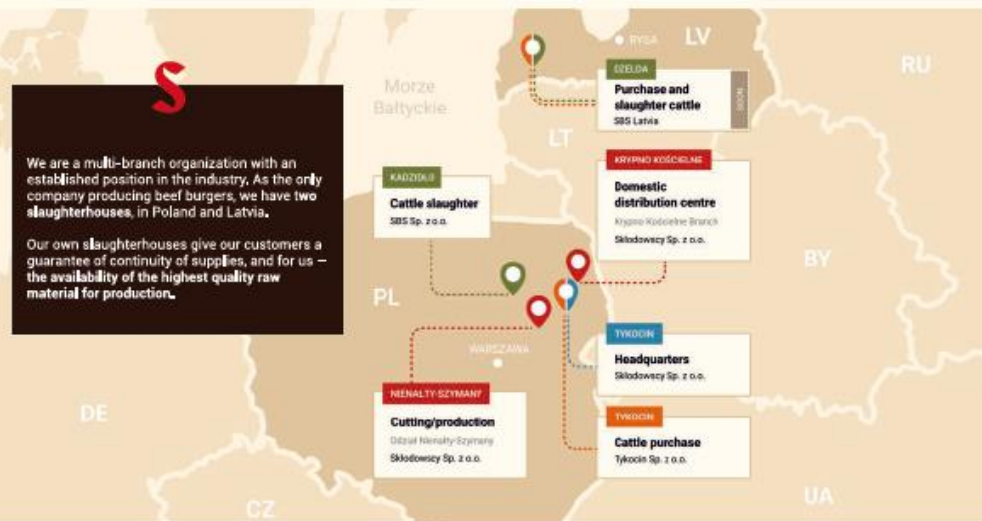 S
We are a multi-branch organization with an
established position in the industry. As the only
company producing beef burgers, we have two
slaughterhouses, in Poland and Latvia.
Our own slaughterhouses give our customers a
guarantee of continuity of supplies, and for us –
the availability of the highest quality raw
material for production.
Morze
Bałtyckie
RYGA
LV
RU
DZELDA
Purchase and
slaughter cattle
SBS Latvia
SOON
LT
KADZIDŁO
Cattle slaughter
SBS Sp. z o.o.
KRYPNO KOŚCIELNE
Domestic
distribution centre
Krypno Kościelne Branch
Skłodowscy Sp. z o.o.
BY
PL
WARSZAWA
TYKOCIN
Headquarters
Skłodowscy Sp. z o.o.
NIENAŁTY-SZYMANY
Cutting/production
Odział Nienałty-Szymany
Skłodowscy Sp. z o.o.
TYKOCIN
Cattle purchase
Tykocin Sp. z o.o.
DE
CZ
UA